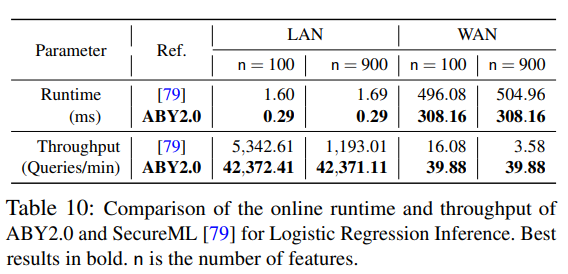 Parameter Ref. LAN WAN
n = 100 n = 900 n = 100 n = 900
Runtime [79] 1.60 1.69 496.08 504.96
(ms) ABY2.0 0.29 0.29 308.16 308.16
Throughput [79] 5,342.61 1,193.01 16.08 3.58
(Queries/min) ABY2.0 42,372.41 42,371.11 39.88 39.88
Table 10: Comparison of the online runtime and throughput of
ABY2.0 and SecureML [79] for Logistic Regression Inference. Best
results in bold. n is the number of features.